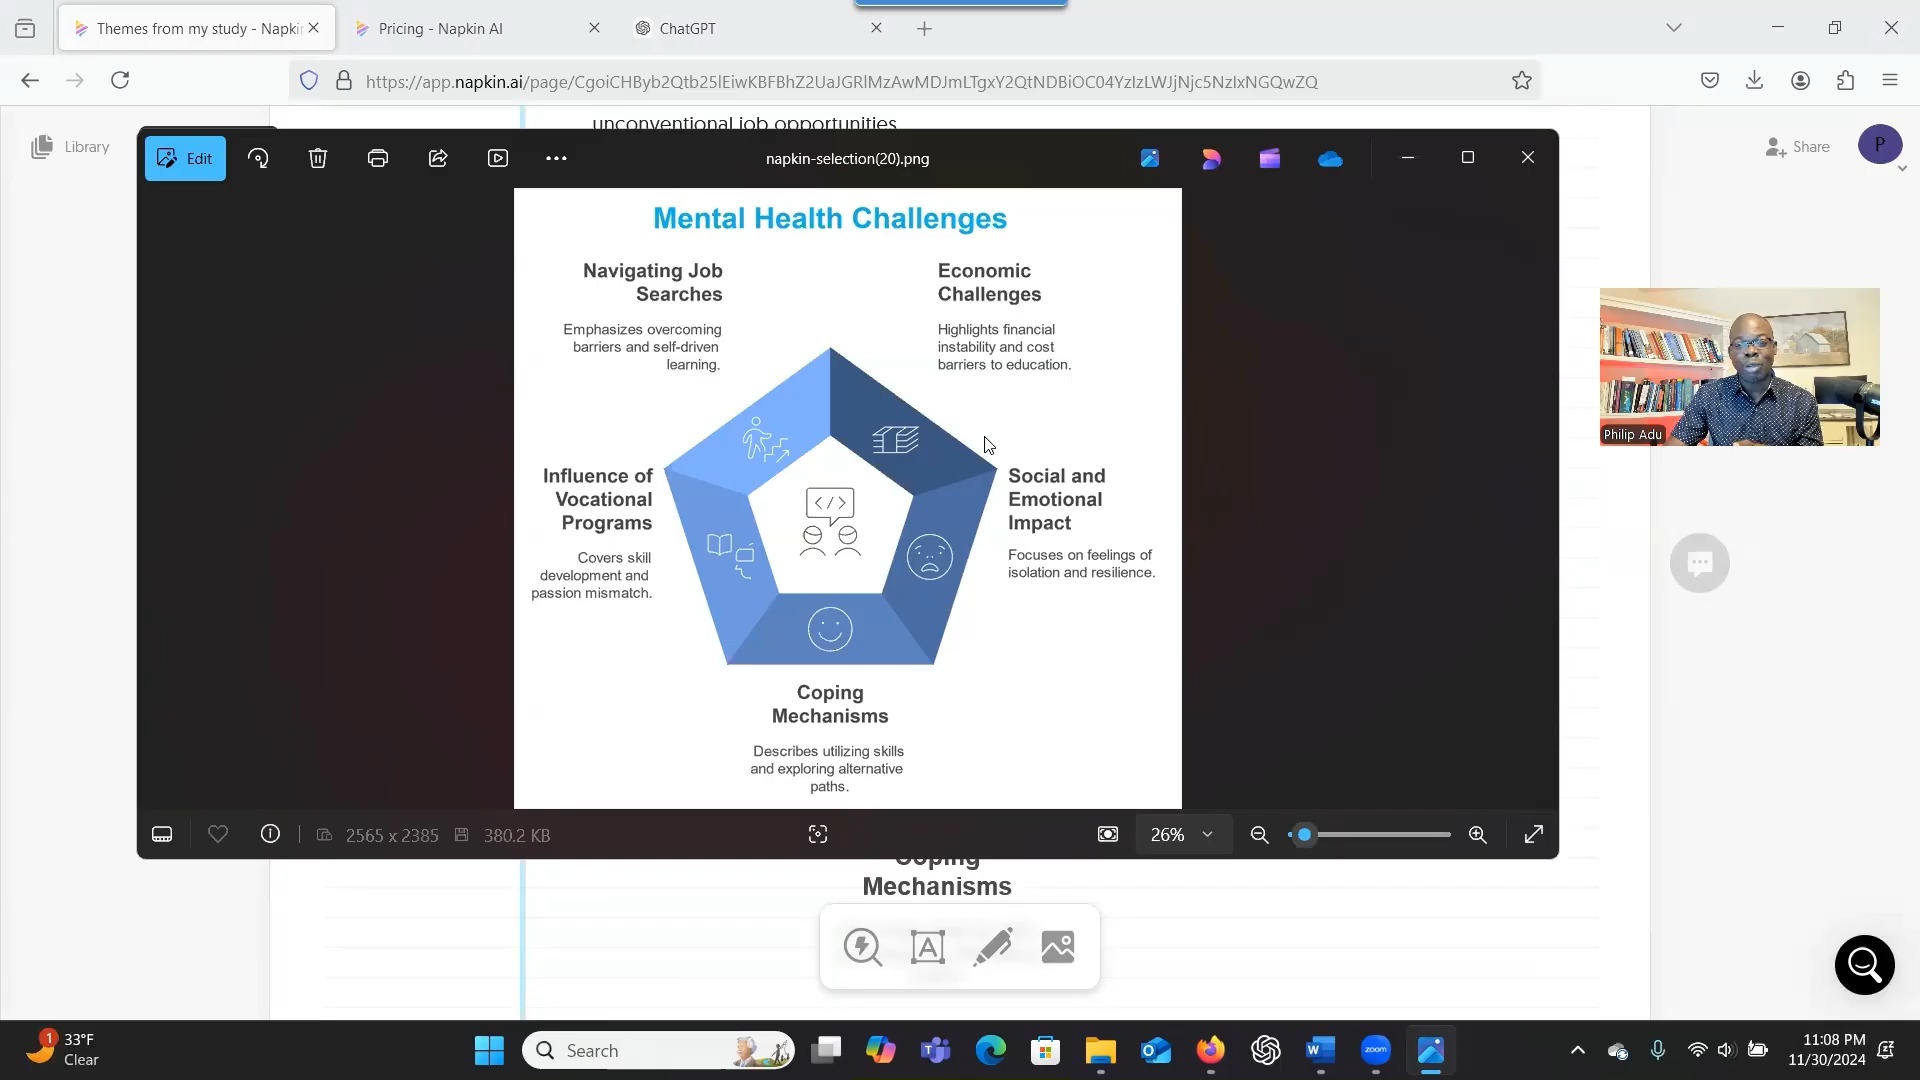 Themes from my study - Napki
Pricing - Napkin AI
ChatGPT
https://app.napkin.ai/page/CgoiCHByb2Qtb25lEiwKBFBhZ2UaJGRlMzAwMDJmLTgxY2QtNDBiOC04YzIzLWJjNjc5NzIxNGQwZQ
unconventional job opportunities
Library
Share
P
Edit
napkin-selection(20).png
Mental Health Challenges
Navigating Job
Searches
Emphasizes overcoming
barriers and self-driven
learning.
Economic
Challenges
Highlights financial
instability and cost
barriers to education.
Influence of
Vocational
Programs
Covers skill
development and
passion mismatch.
Social and
Emotional
Impact
Focuses on feelings of
isolation and resilience.
Coping
Mechanisms
Describes utilizing skills
and exploring alternative
paths.
Philip Adu
2565 x 2385
380.2 KB
26%
Coping
Mechanisms
A
1
33°F
Clear
Search
zoom
11:08 PM
11/30/2024